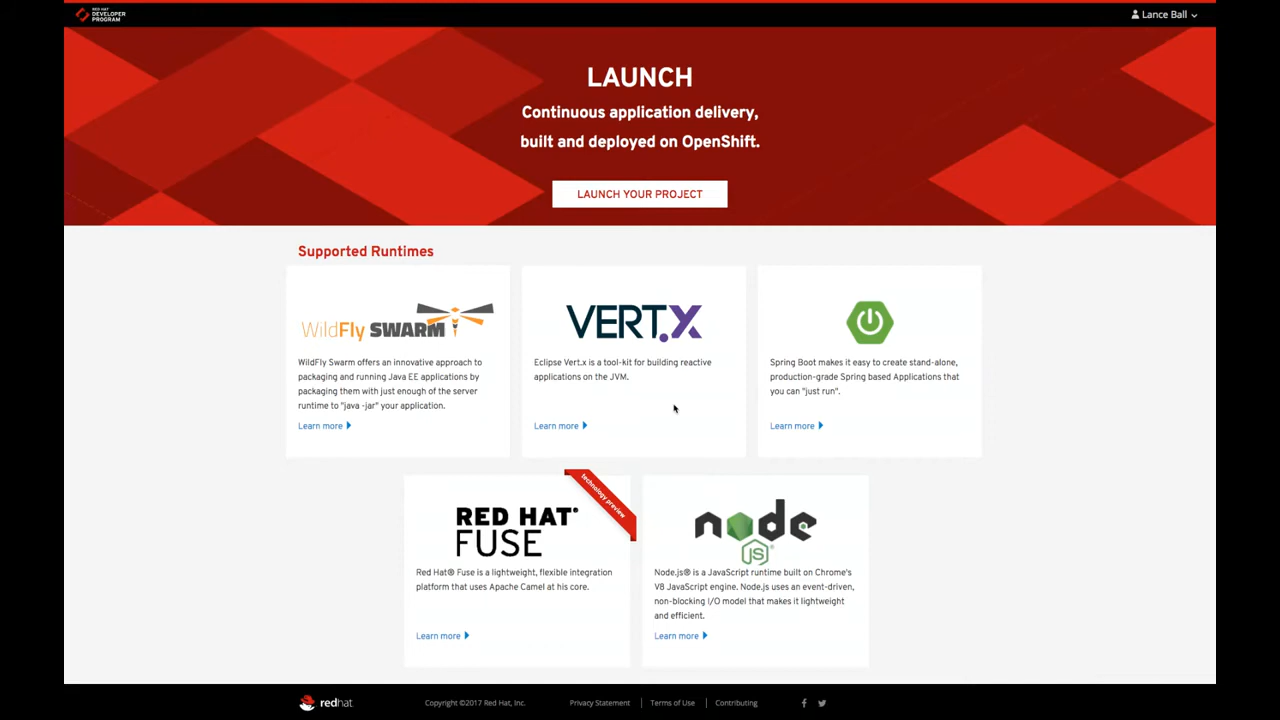 RED HAT
DEVELOPER
PROGRAM
Lance Ball
LAUNCH
Continuous application delivery,
built and deployed on OpenShift.
LAUNCH YOUR PROJECT
Supported Runtimes
WildFly SWARM
WildFly Swarm offers an innovative approach to
packaging and running Java EE applications by
packaging them with just enough of the server
runtime to "java -jar" your application.
Learn more
VERT.X
Eclipse Vert.x is a tool-kit for building reactive
applications on the JVM.
Learn more
Spring Boot makes it easy to create stand-alone,
production-grade Spring based Applications that
you can "just run".
Learn more
technology preview
RED HAT®
FUSE
Red Hat® Fuse is a lightweight, flexible integration
platform that uses Apache Camel at his core.
Learn more
node
JS®
Node.js® is a JavaScript runtime built on Chrome's
V8 JavaScript engine. Node.js uses an event-driven,
non-blocking I/O model that makes it lightweight
and efficient.
Learn more
redhat
Copyright ©2017 Red Hat, Inc.
Privacy Statement | Terms of Use | Contributing